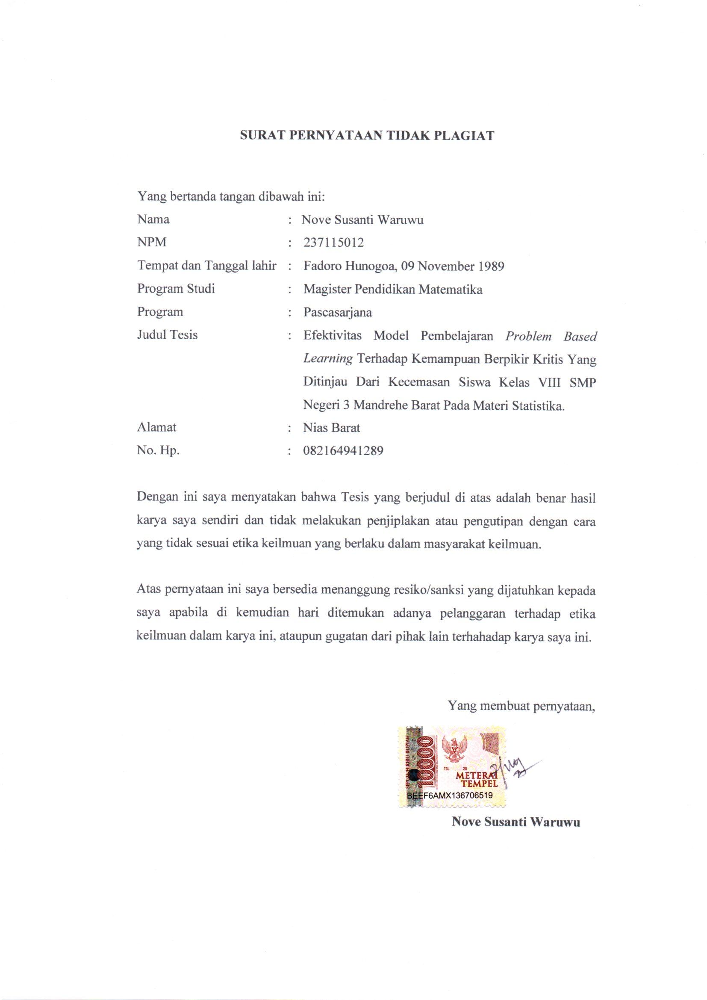 SURAT PERNYATAAN TIDAK PLAGIAT
Yang bertanda tangan dibawah ini:
Nama : Nove Susanti Waruwu
NPM : 237115012
Tempat dan Tanggal lahir : Fadoro Hunogoa, 09 November 1989
Program Studi : Magister Pendidikan Matematika
Program : Pascasarjana
Judul Tesis : Efektivitas Model Pembelajaran Problem Based
Learning Terhadap Kemampuan Berpikir Kritis Yang
Ditinjau Dari Kecemasan Siswa Kelas VIII SMP
Negeri 3 Mandrehe Barat Pada Materi Statistika.
Alamat : Nias Barat
No. Hp. : 082164941289
Dengan ini saya menyatakan bahwa Tesis yang berjudul di atas adalah benar hasil
karya saya sendiri dan tidak melakukan penjiplakan atau pengutipan dengan cara
yang tidak sesuai etika keilmuan yang berlaku dalam masyarakat keilmuan.
Atas pernyataan ini saya bersedia menanggung resiko/sanksi yang dijatuhkan kepada
saya apabila di kemudian hari ditemukan adanya pelanggaran terhadap etika
keilmuan dalam karya ini, ataupun gugatan dari pihak lain terhahadap karya saya ini.
Yang membuat pernyataan,
SEPULUH RIBU RUPIAH
10000
TGL. 20
METERAI
TEMPEL
BEEF6AMX136706519
Nove Susanti Waruwu